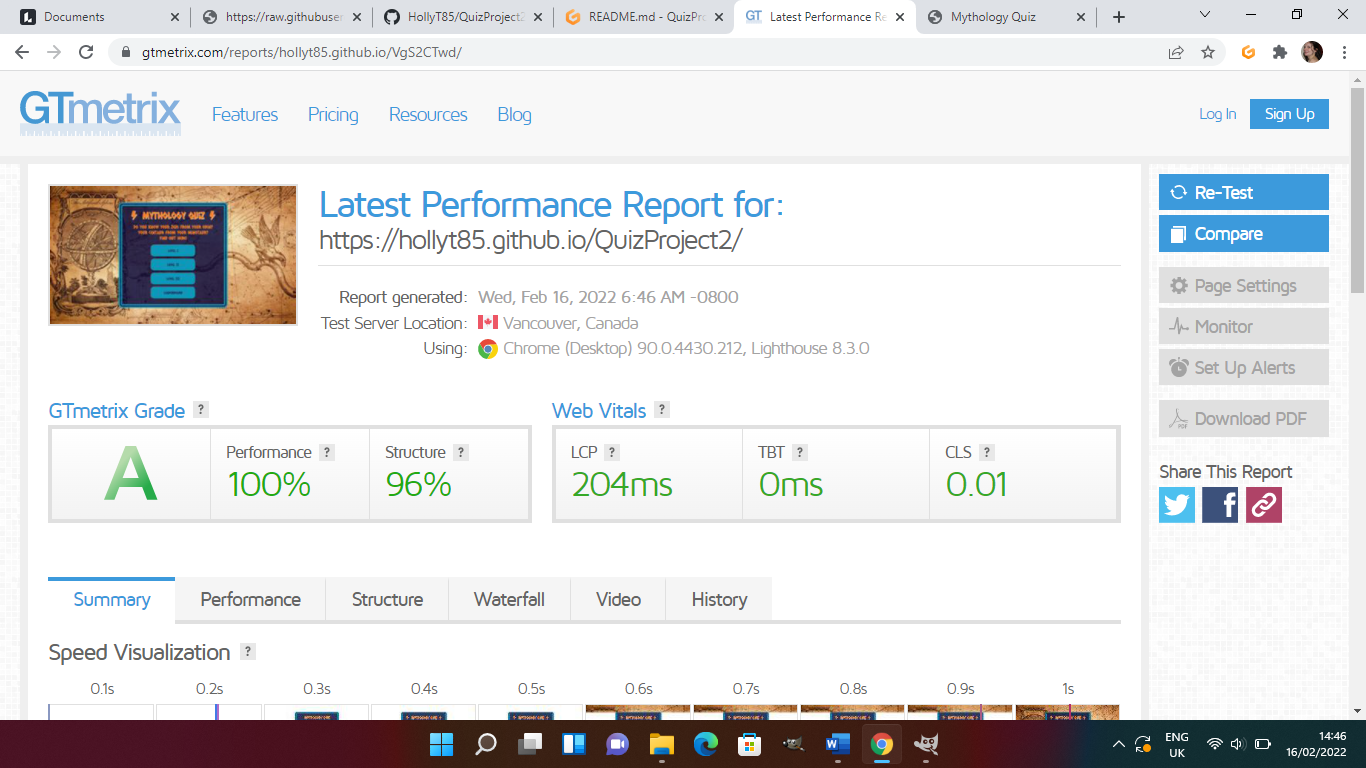 Documents
https://raw.githubuser
HollyT85/QuizProject2
README.md - QuizPro
Latest Performance Re
Mythology Quiz
gtmetrix.com/reports/hollyt85.github.io/VgS2CTwd/
GTmetrix
Features
Pricing
Resources
Blog
Log In
Sign Up
MYTHOLOGY QUIZ
Latest Performance Report for:
https://hollyt85.github.io/QuizProject2/
Report generated: Wed, Feb 16, 2022 6:46 AM -0800
Test Server Location: Vancouver, Canada
Using: Chrome (Desktop) 90.0.4430.212, Lighthouse 8.3.0
Re-Test
Compare
Page Settings
Monitor
Set Up Alerts
Download PDF
Share This Report
GTmetrix Grade ?
Web Vitals ?
A
Performance ?
100%
Structure ?
96%
LCP ?
204ms
TBT ?
0ms
CLS ?
0.01
Summary
Performance
Structure
Waterfall
Video
History
Speed Visualization ?
0.1s
0.2s
0.3s
0.4s
0.5s
0.6s
0.7s
0.8s
0.9s
1s
ENG
UK
14:46
16/02/2022